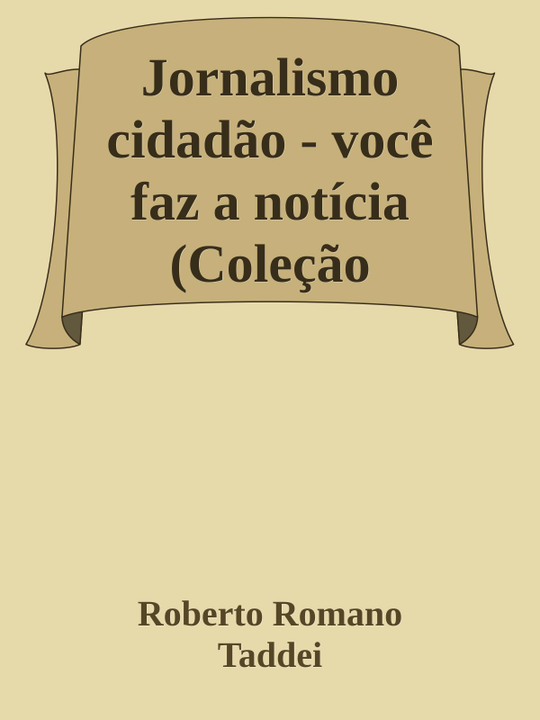 Jornalismo
cidadão - você
faz a notícia
(Coleção
Roberto Romano
Taddei